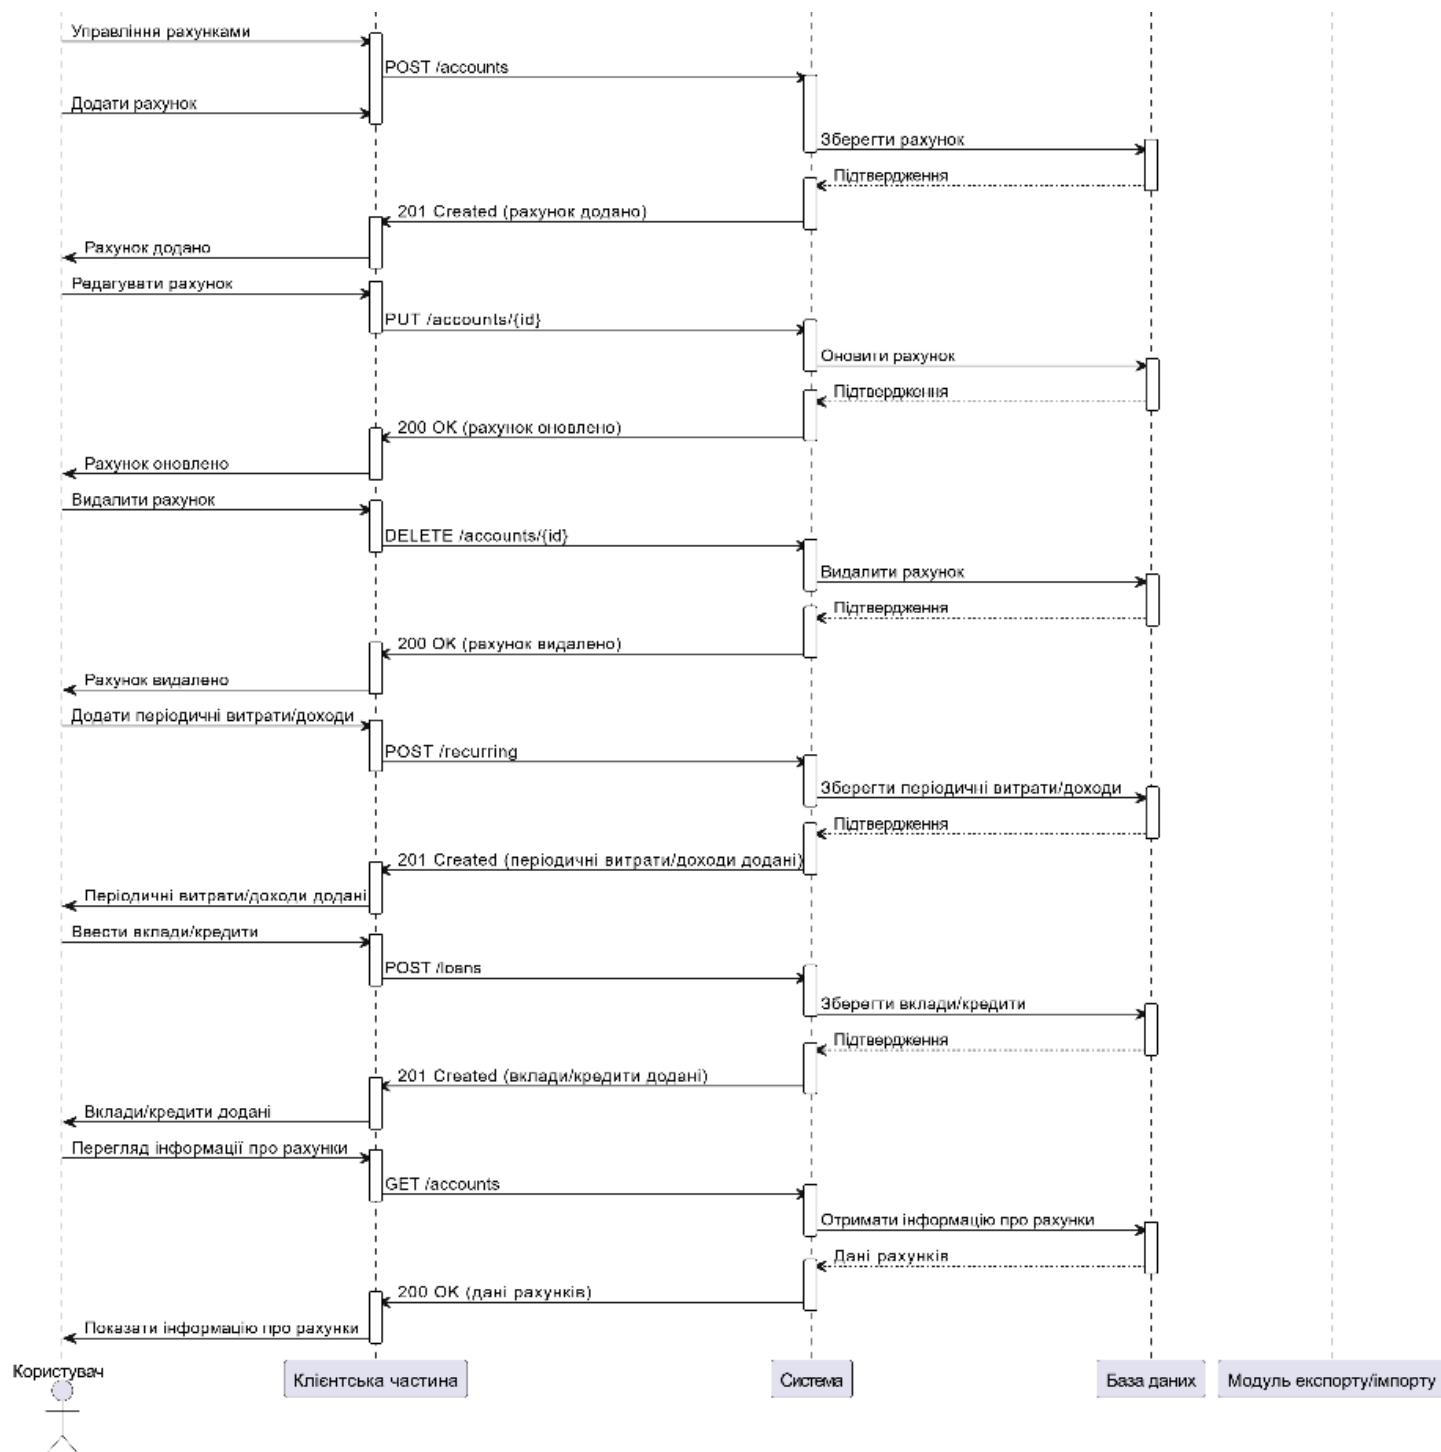 Управління рахунками
POST /accounts
Додати рахунок
Зберегти рахунок
Підтвердження
201 Created (рахунок додано)
Рахунок додано
Редагувати рахунок
PUT /accounts/{id}
Оновити рахунок
Підтвердження
200 OK (рахунок оновлено)
Рахунок оновлено
Видалити рахунок
DELETE /accounts/{id}
Видалити рахунок
Підтвердження
200 OK (рахунок видалено)
Рахунок видалено
Додати періодичні витрати/доходи
POST /recurring
Зберегти періодичні витрати/доходи
Підтвердження
201 Created (періодичні витрати/доходи додані)
Періодичні витрати/доходи додані
Ввести вклади/кредити
POST /loans
Зберегти вклади/кредити
Підтвердження
201 Created (вклади/кредити додані)
Вклади/кредити додані
Перегляд інформації про рахунки
GET /accounts
Отримати інформацію про рахунки
Дані рахунків
200 OK (дані рахунків)
Показати інформацію про рахунки
Користувач
Клієнтська частина
Система
База даних
Модуль експорту/імпорту